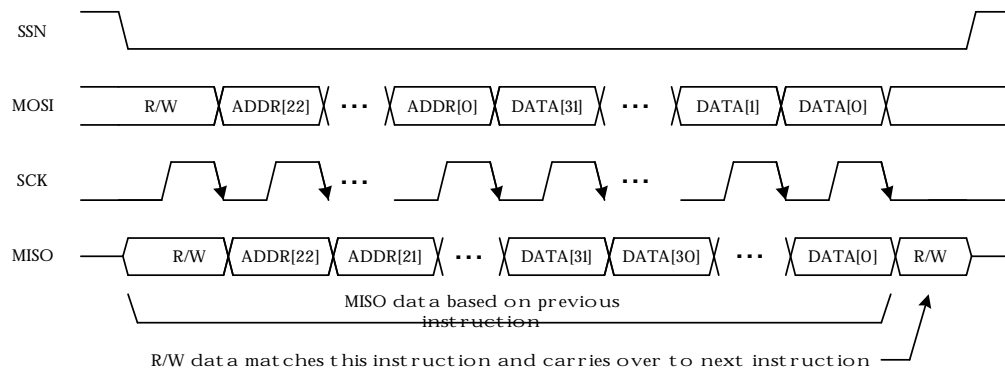 SSN
MOSI R/W ADDR[22] ... ADDR[0] DATA[31] ... DATA[1] DATA[0]
SCK ... ...
MISO R/W ADDR[22] ADDR[21] ... DATA[31] DATA[30] ... DATA[0] R/W
MISO data based on previous
instruction
R/W data matches this instruction and carries over to next instruction